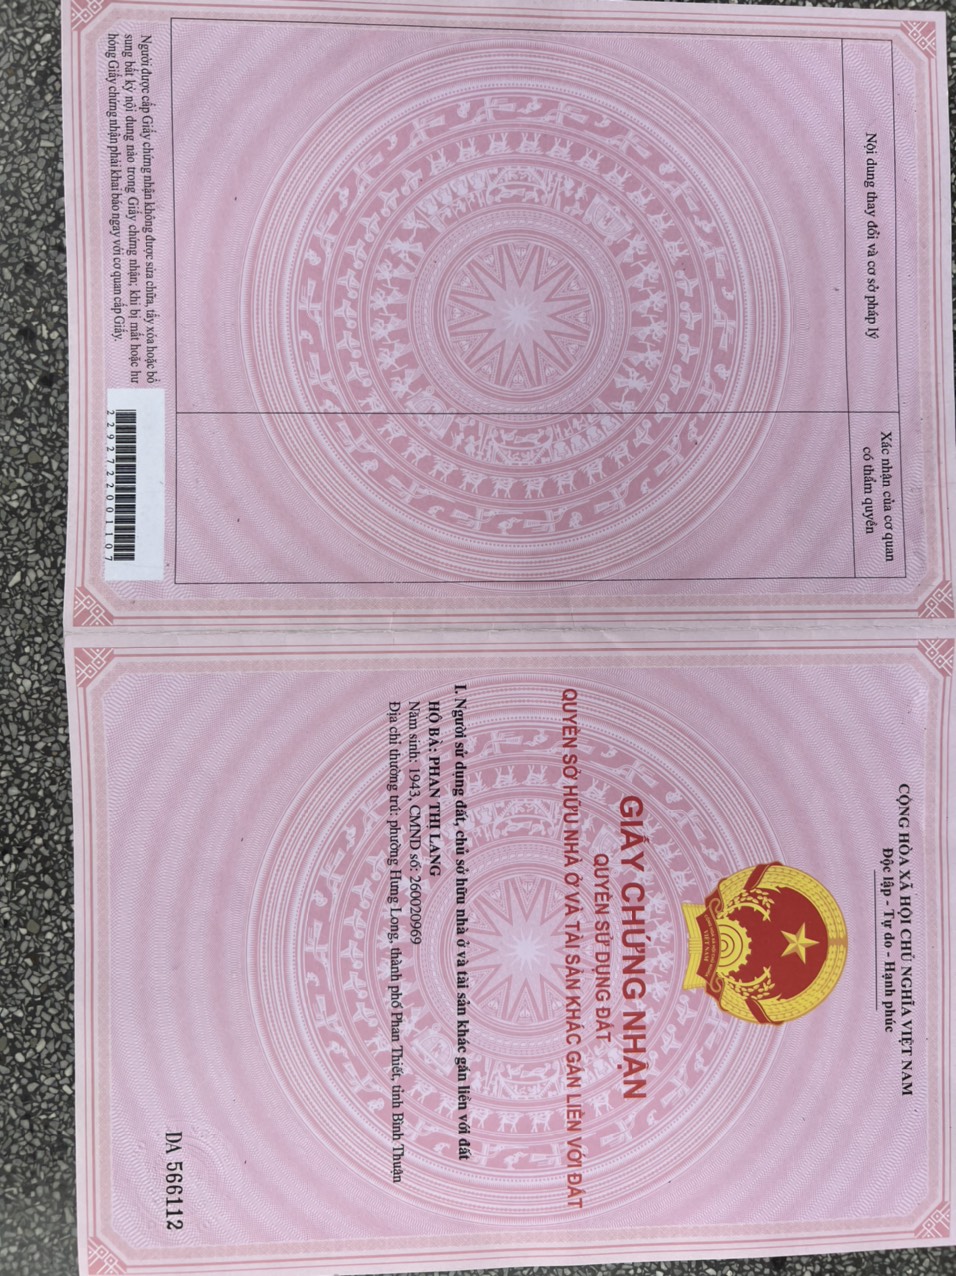 Nội dung thay đổi và cơ sở pháp lý
Xác nhận của cơ quan
có thẩm quyền
Người được cấp Giấy chứng nhận không được sửa chữa, tẩy xóa hoặc bổ
sung bất kỳ nội dung nào trong Giấy chứng nhận; khi bị mất hoặc hư
hỏng Giấy chứng nhận phải khai báo ngay với cơ quan cấp Giấy.
2292722001107
CỘNG HÒA XÃ HỘI CHỦ NGHĨA VIỆT NAM
Độc lập - Tự do - Hạnh phúc
VIỆT NAM
GIẤY CHỨNG NHẬN
QUYỀN SỬ DỤNG ĐẤT
QUYỀN SỞ HỮU NHÀ Ở VÀ TÀI SẢN KHÁC GẮN LIỀN VỚI ĐẤT
I. Người sử dụng đất, chủ sở hữu nhà ở và tài sản khác gắn liền với đất
HỘ BÀ: PHAN THỊ LANG
Năm sinh: 1943, CMND số: 260020969
Địa chỉ thường trú: phường Hưng Long, thành phố Phan Thiết, tỉnh Bình Thuận
DA 566112